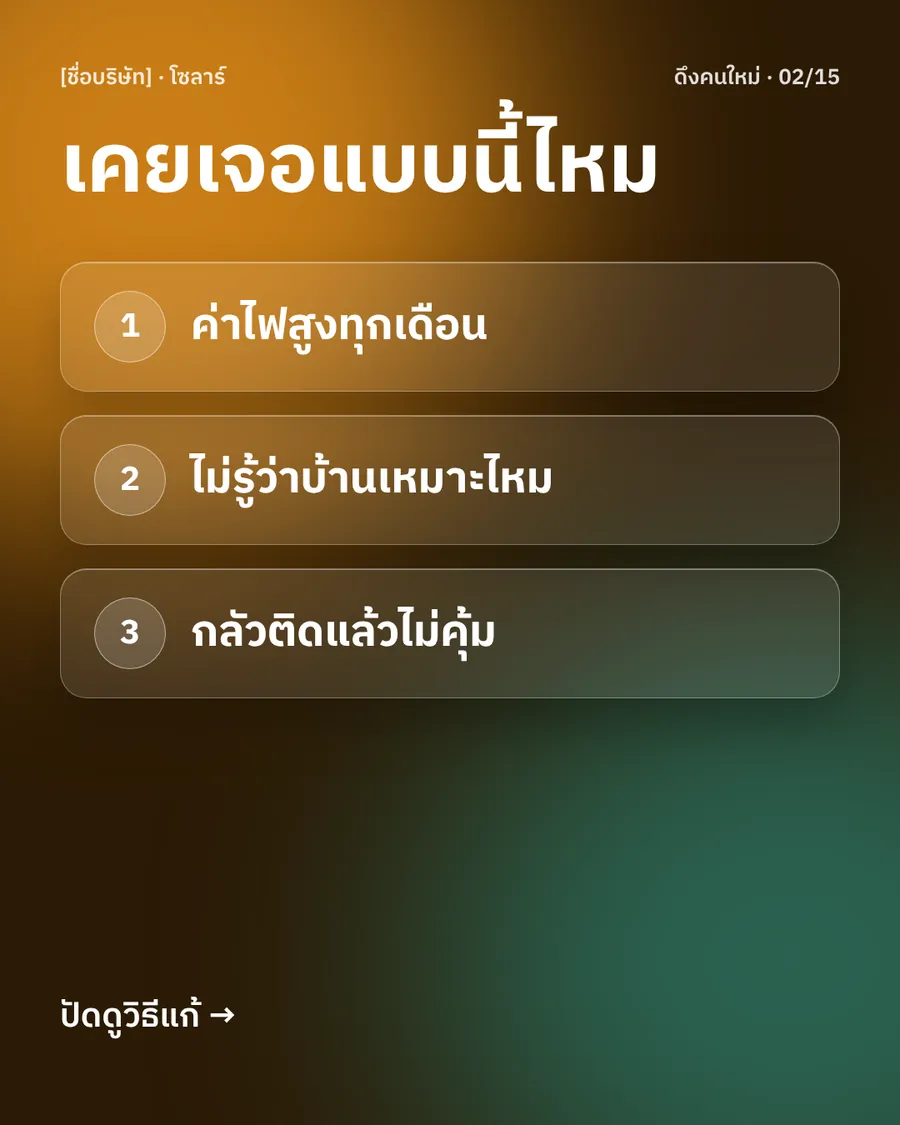 [ชื่อบริษัท] · โซลาร์
ดึงคนใหม่ · 02/15
เคยเจอแบบนี้ไหม
1 ค่าไฟสูงทุกเดือน
2 ไม่รู้ว่าบ้านเหมาะไหม
3 กลัวติดแล้วไม่คุ้ม
ปัดดูวิธีแก้ →